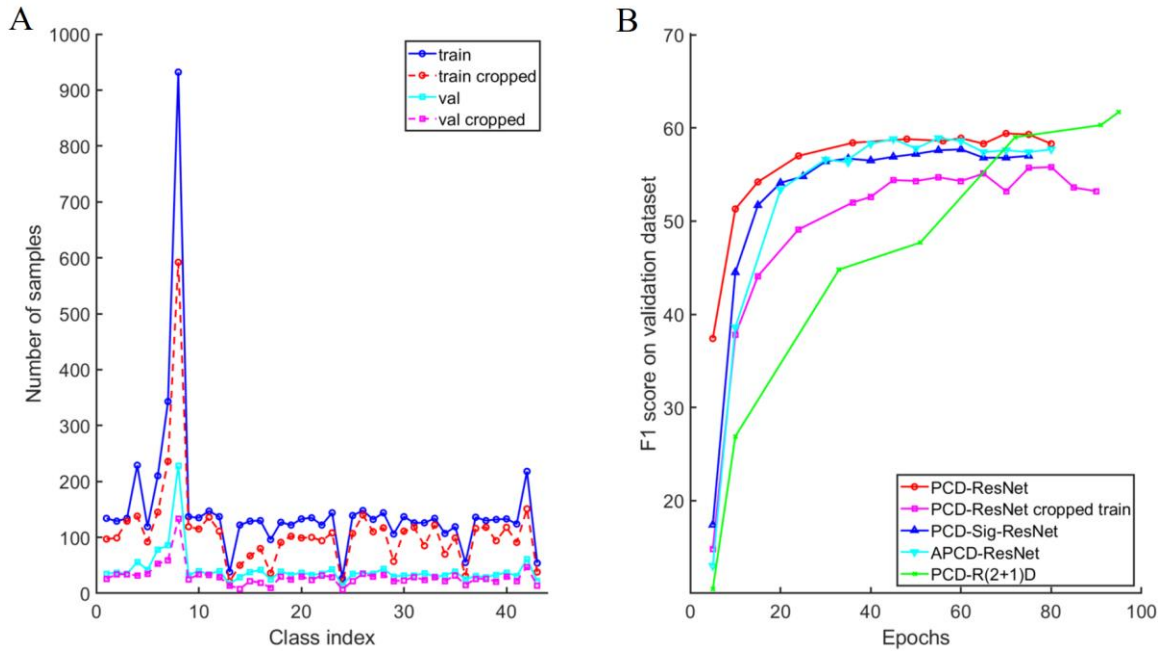 A
Number of samples
1000
900
800
700
600
500
400
300
200
100
0
0 10 20 30 40
Class index
train
train cropped
val
val cropped
B
F1 score on validation dataset
70
60
50
40
30
20
0 20 40 60 80 100
Epochs
PCD-ResNet
PCD-ResNet cropped train
PCD-Sig-ResNet
APCD-ResNet
PCD-R(2+1)D